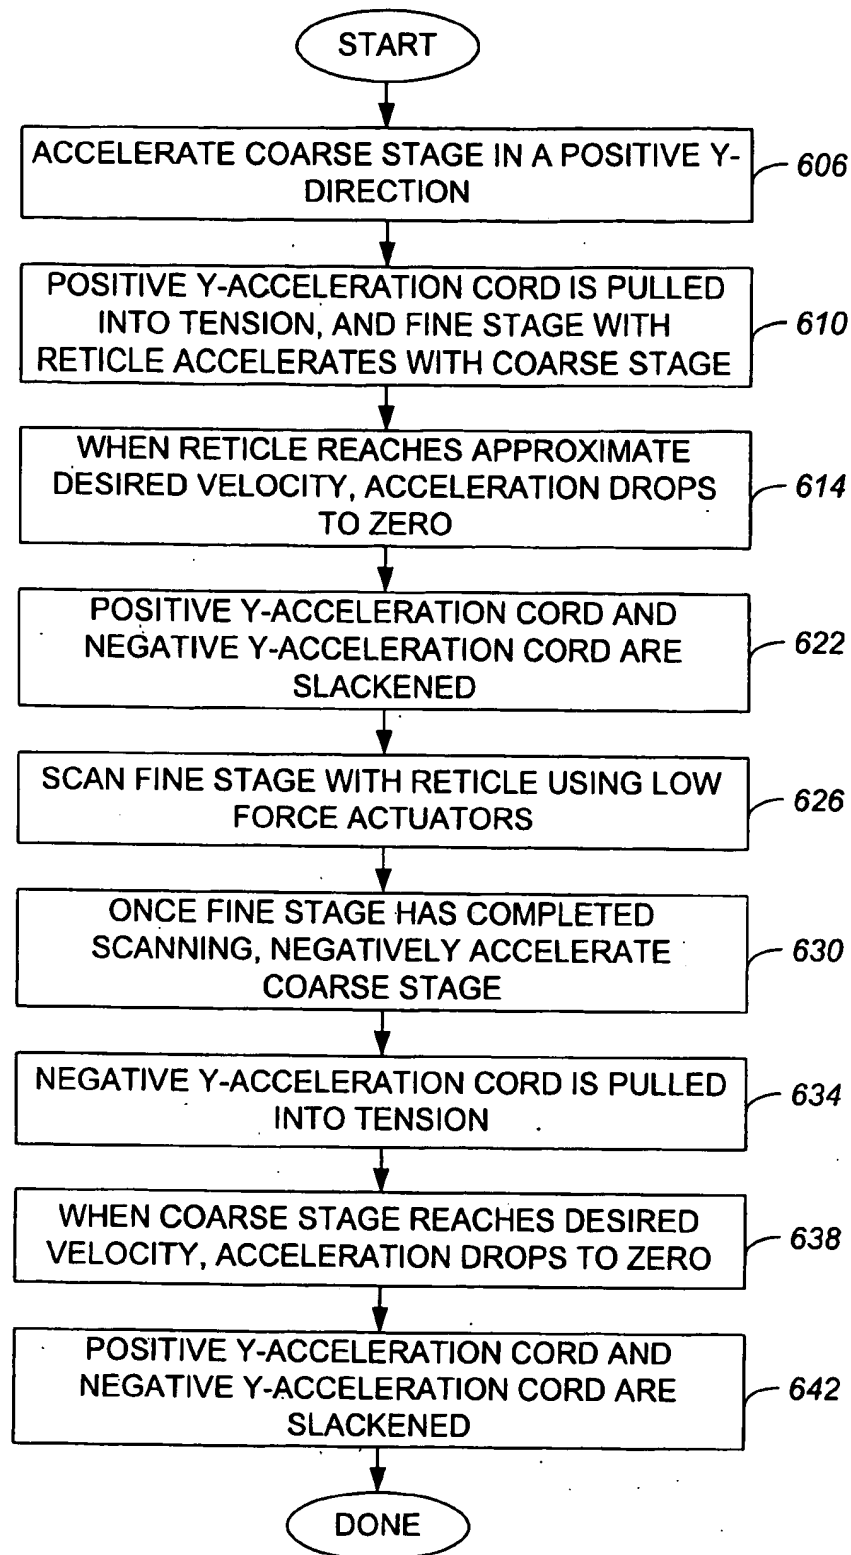 START
ACCELERATE COARSE STAGE IN A POSITIVE Y-
DIRECTION
606
POSITIVE Y-ACCELERATION CORD IS PULLED
INTO TENSION, AND FINE STAGE WITH
RETICLE ACCELERATES WITH COARSE STAGE
610
WHEN RETICLE REACHES APPROXIMATE
DESIRED VELOCITY, ACCELERATION DROPS
TO ZERO
614
POSITIVE Y-ACCELERATION CORD AND
NEGATIVE Y-ACCELERATION CORD ARE
SLACKENED
622
SCAN FINE STAGE WITH RETICLE USING LOW
FORCE ACTUATORS
626
ONCE FINE STAGE HAS COMPLETED
SCANNING, NEGATIVELY ACCELERATE
COARSE STAGE
630
NEGATIVE Y-ACCELERATION CORD IS PULLED
INTO TENSION
634
WHEN COARSE STAGE REACHES DESIRED
VELOCITY, ACCELERATION DROPS TO ZERO
638
POSITIVE Y-ACCELERATION CORD AND
NEGATIVE Y-ACCELERATION CORD ARE
SLACKENED
642
DONE